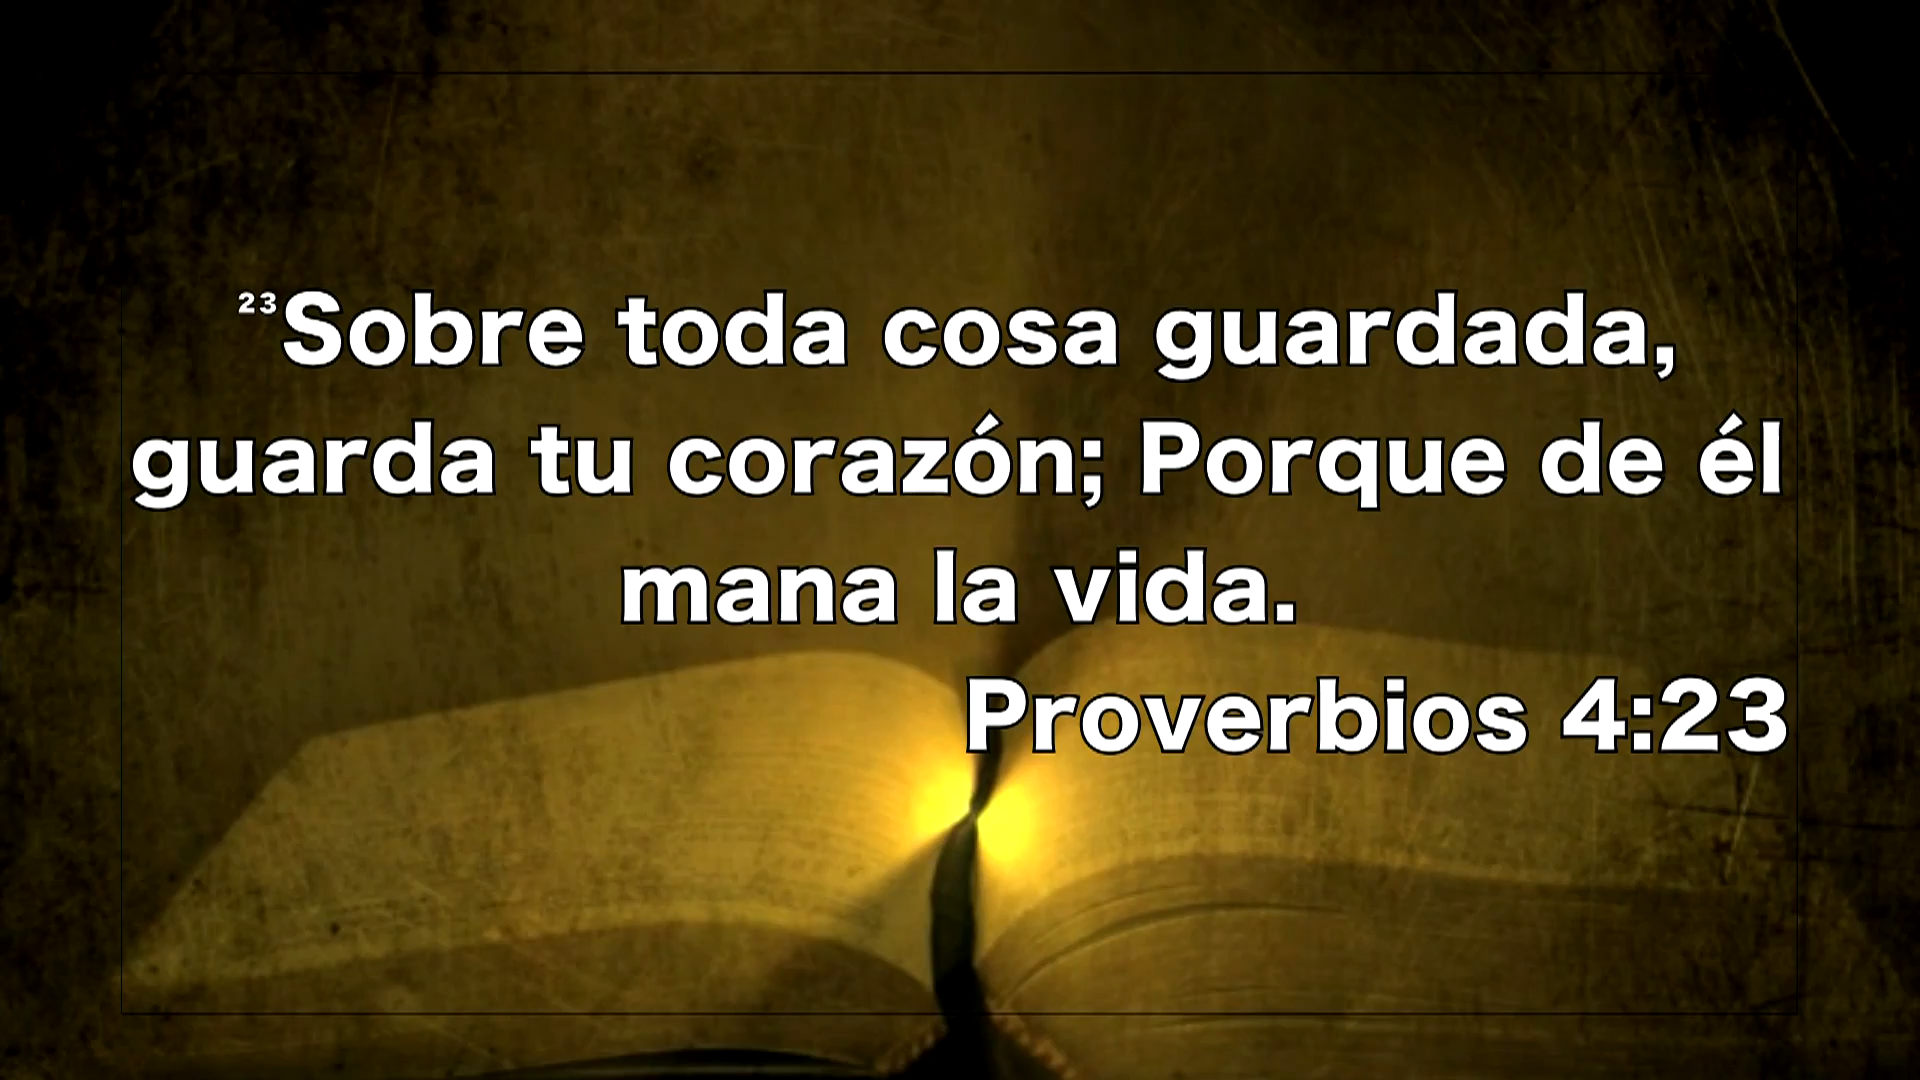 ²³Sobre toda cosa guardada,
guarda tu corazón; Porque de él
mana la vida.
Proverbios 4:23